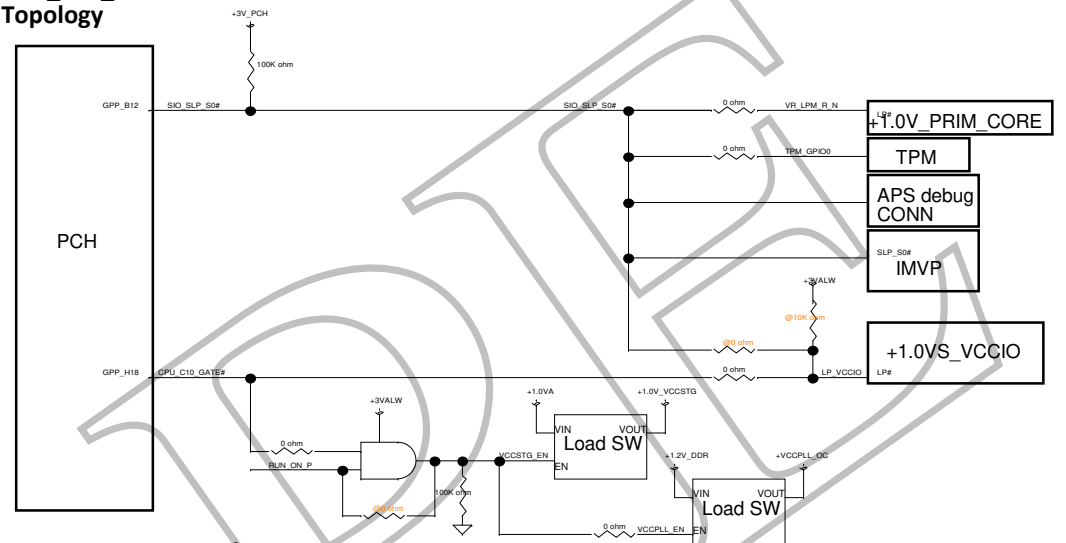 Topology
+3V_PCH
100K ohm
PCH
GPP_B12
SIO_SLP_S0#
SIO_SLP_S0#
0 ohm
VR_LPM_R_N
LP#
+1.0V_PRIM_CORE
0 ohm
TPM_GPIO0
TPM
APS debug
CONN
SLP_S0#
IMVP
+3VALW
@10K ohm
@0 ohm
+1.0VS_VCCIO
GPP_H18
CPU_C10_GATE#
0 ohm
LP_VCCIO
LP#
+3VALW
+1.0VA
+1.0V_VCCSTG
VIN
VOUT
Load SW
EN
0 ohm
RUN_ON_P
VCCSTG_EN
+1.2V_DDR
+VCCPLL_OC
100K ohm
@0 ohm
VIN
VOUT
Load SW
0 ohm
VCCPLL_EN
EN